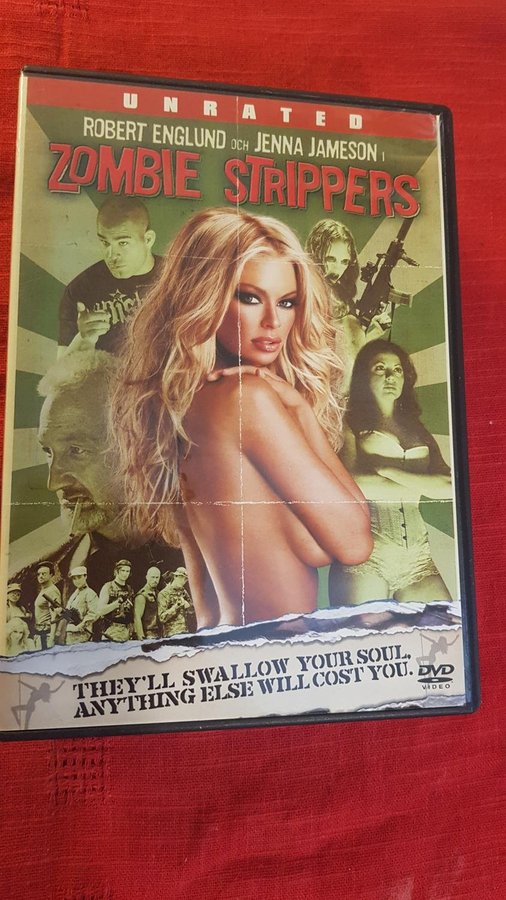 UNRATED
ROBERT ENGLUND OCH JENNA JAMESON I
ZOMBIE STRIPPERS
THEY'LL SWALLOW YOUR SOUL.
ANYTHING ELSE WILL COST YOU.
DVD
VIDEO